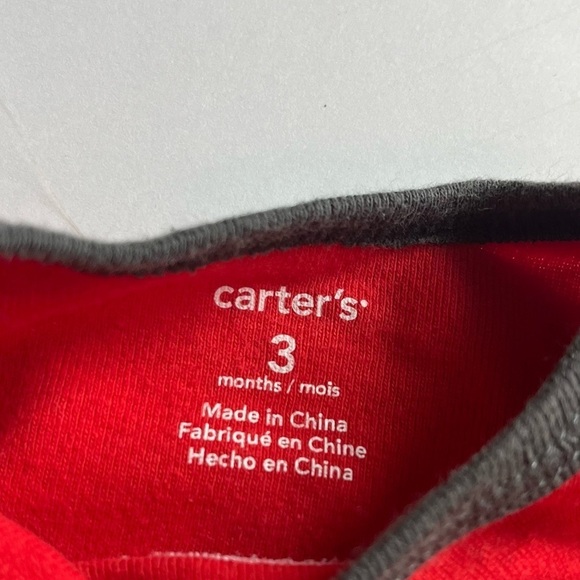 carter's
3
months / mois
Made in China
Fabriqué en Chine
Hecho en China